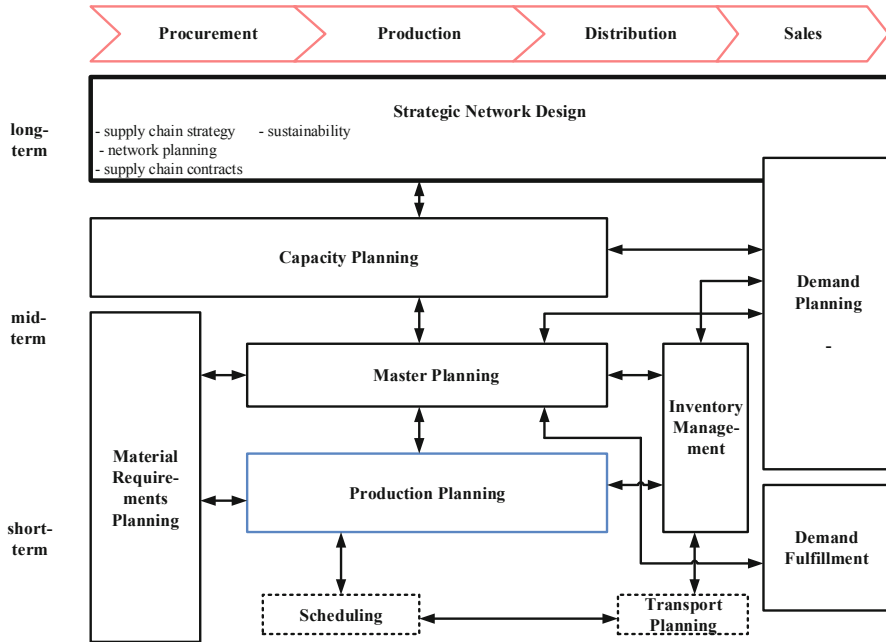 Procurement
Production
Distribution
Sales
Strategic Network Design
long-
term
- supply chain strategy - sustainability
- network planning
- supply chain contracts
Capacity Planning
Demand
Planning
-
mid-
term
Master Planning
Inventory
Manage-
ment
Material
Require-
ments
Planning
Production Planning
short-
term
Demand
Fulfillment
Scheduling
Transport
Planning